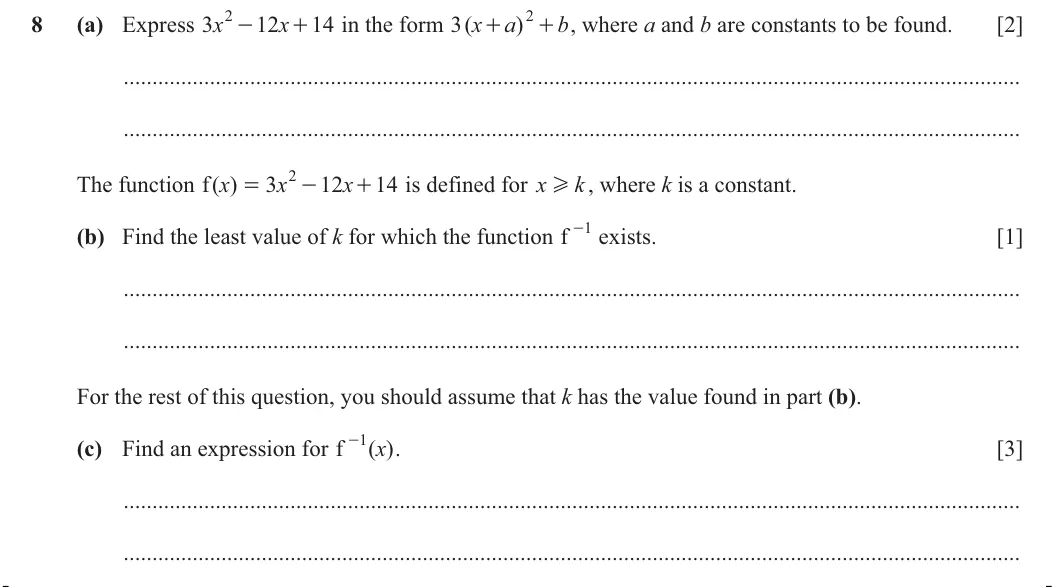 8 (a) Express 3x² − 12x + 14 in the form 3(x + a)² + b, where a and b are constants to be found. [2]
................................................................................
................................................................................
The function f(x) = 3x² − 12x + 14 is defined for x ⩾ k, where k is a constant.
(b) Find the least value of k for which the function f⁻¹ exists. [1]
................................................................................
................................................................................
For the rest of this question, you should assume that k has the value found in part (b).
(c) Find an expression for f⁻¹(x). [3]
................................................................................
................................................................................